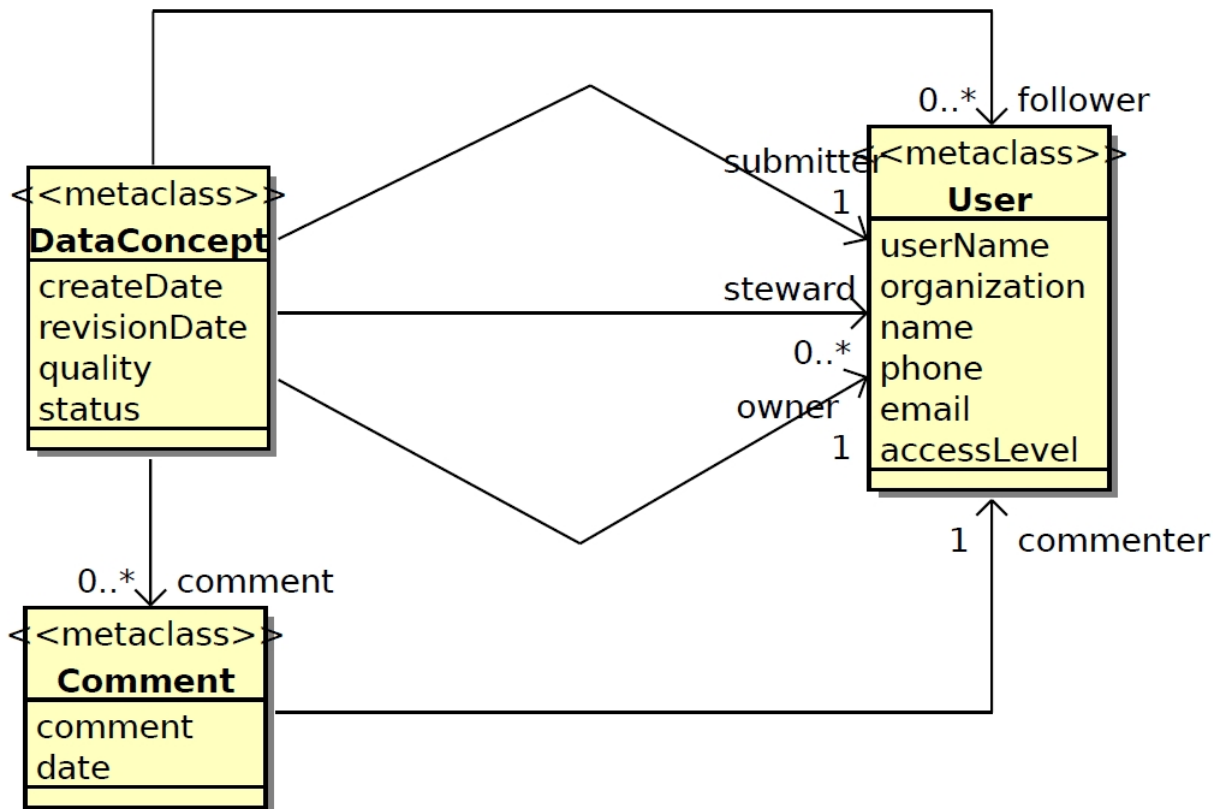 0..* follower
<<metaclass>>
User
userName
organization
name
phone
email
accessLevel
submitter
1
steward
0..*
owner
1
<<metaclass>>
DataConcept
createDate
revisionDate
quality
status
1 commenter
0..* comment
<<metaclass>>
Comment
comment
date